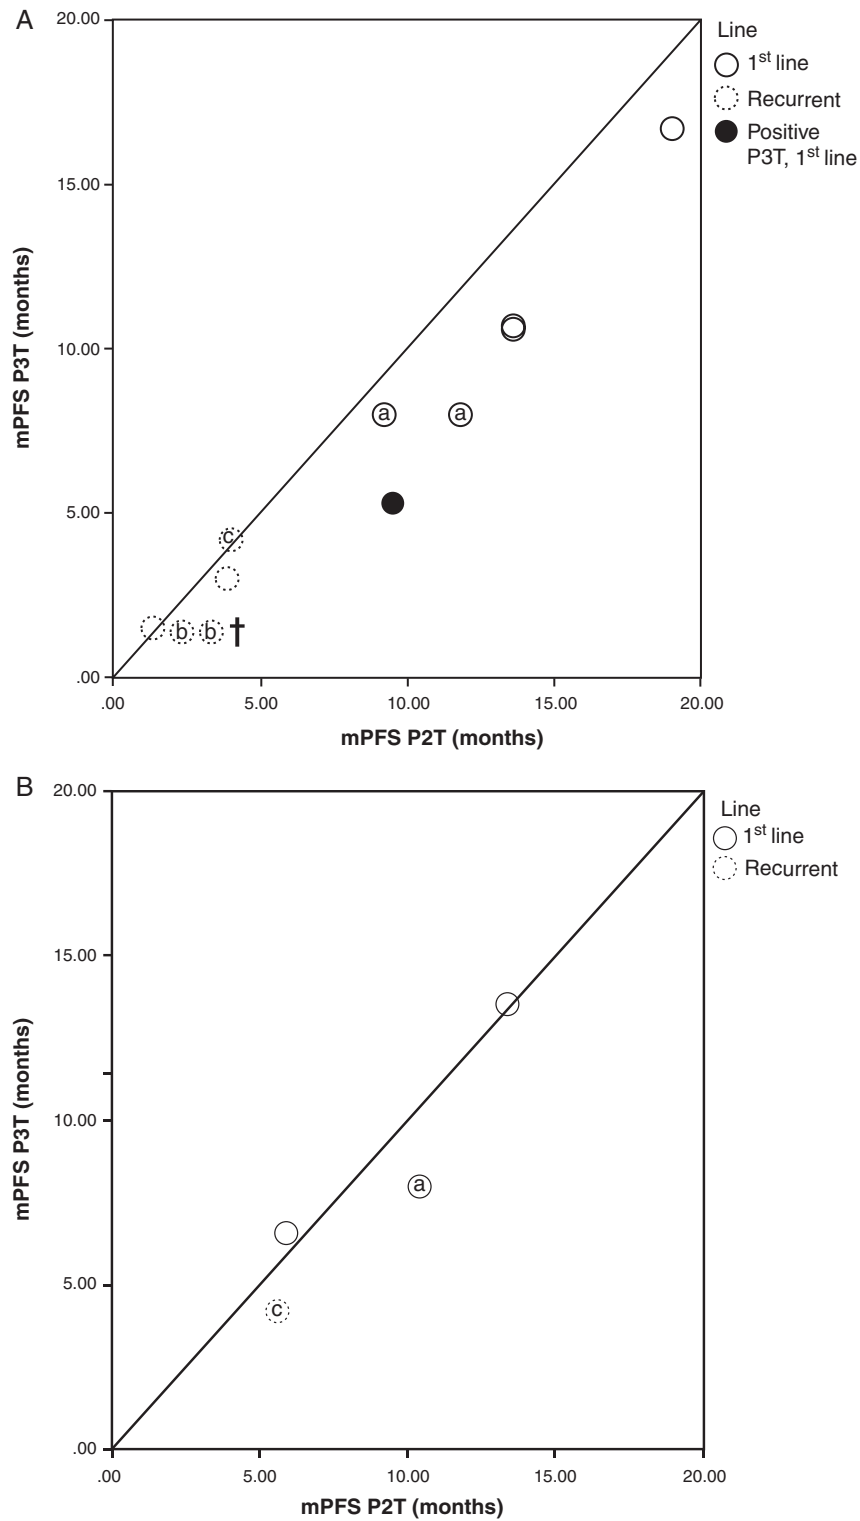 A
20.00
15.00
10.00
5.00
.00
mPFS P3T (months)
a
a
c
b
b
†
.00
5.00
10.00
15.00
20.00
mPFS P2T (months)
Line
1st line
Recurrent
Positive
P3T, 1st line
B
20.00
15.00
10.00
5.00
.00
mPFS P3T (months)
a
c
.00
5.00
10.00
15.00
20.00
mPFS P2T (months)
Line
1st line
Recurrent